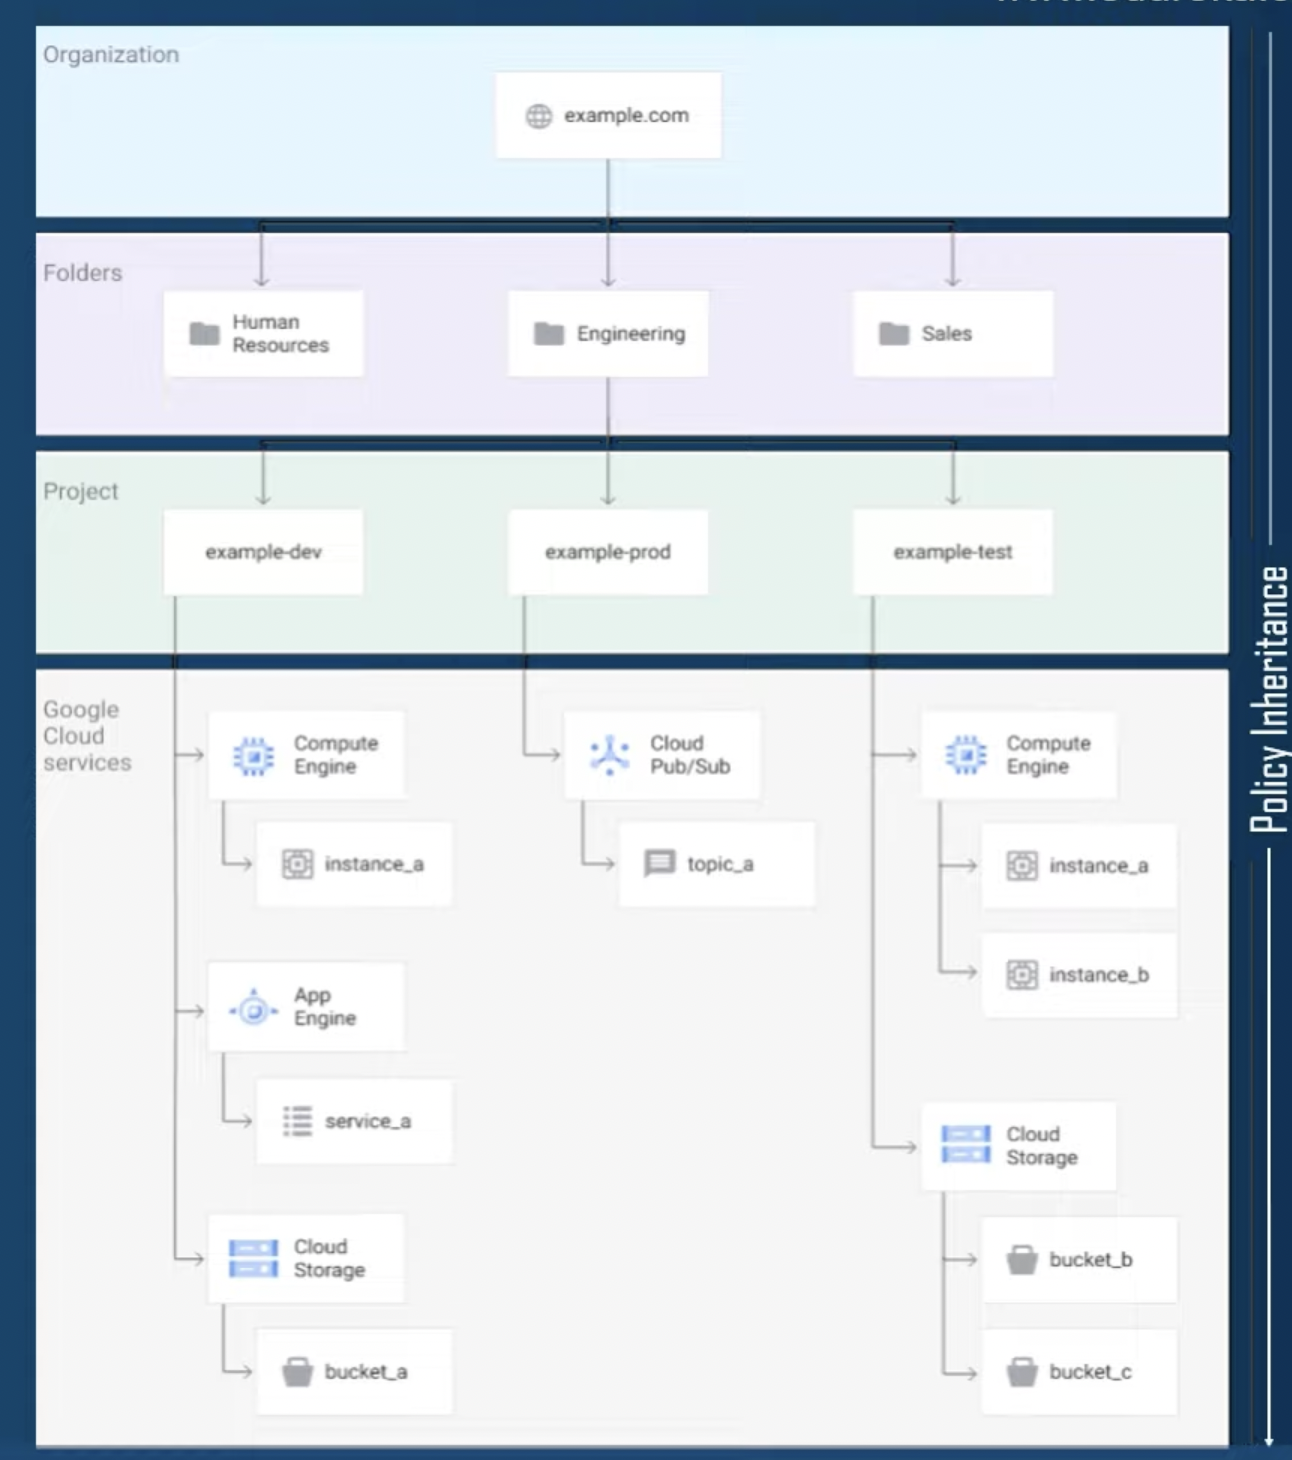 Organization
example.com
Folders
Human
Resources
Engineering
Sales
Project
example-dev
example-prod
example-test
Policy Inheritance
Google
Cloud
services
Compute
Engine
Cloud
Pub/Sub
Compute
Engine
instance_a
topic_a
instance_a
instance_b
App
Engine
service_a
Cloud
Storage
Cloud
Storage
bucket_b
bucket_a
bucket_c